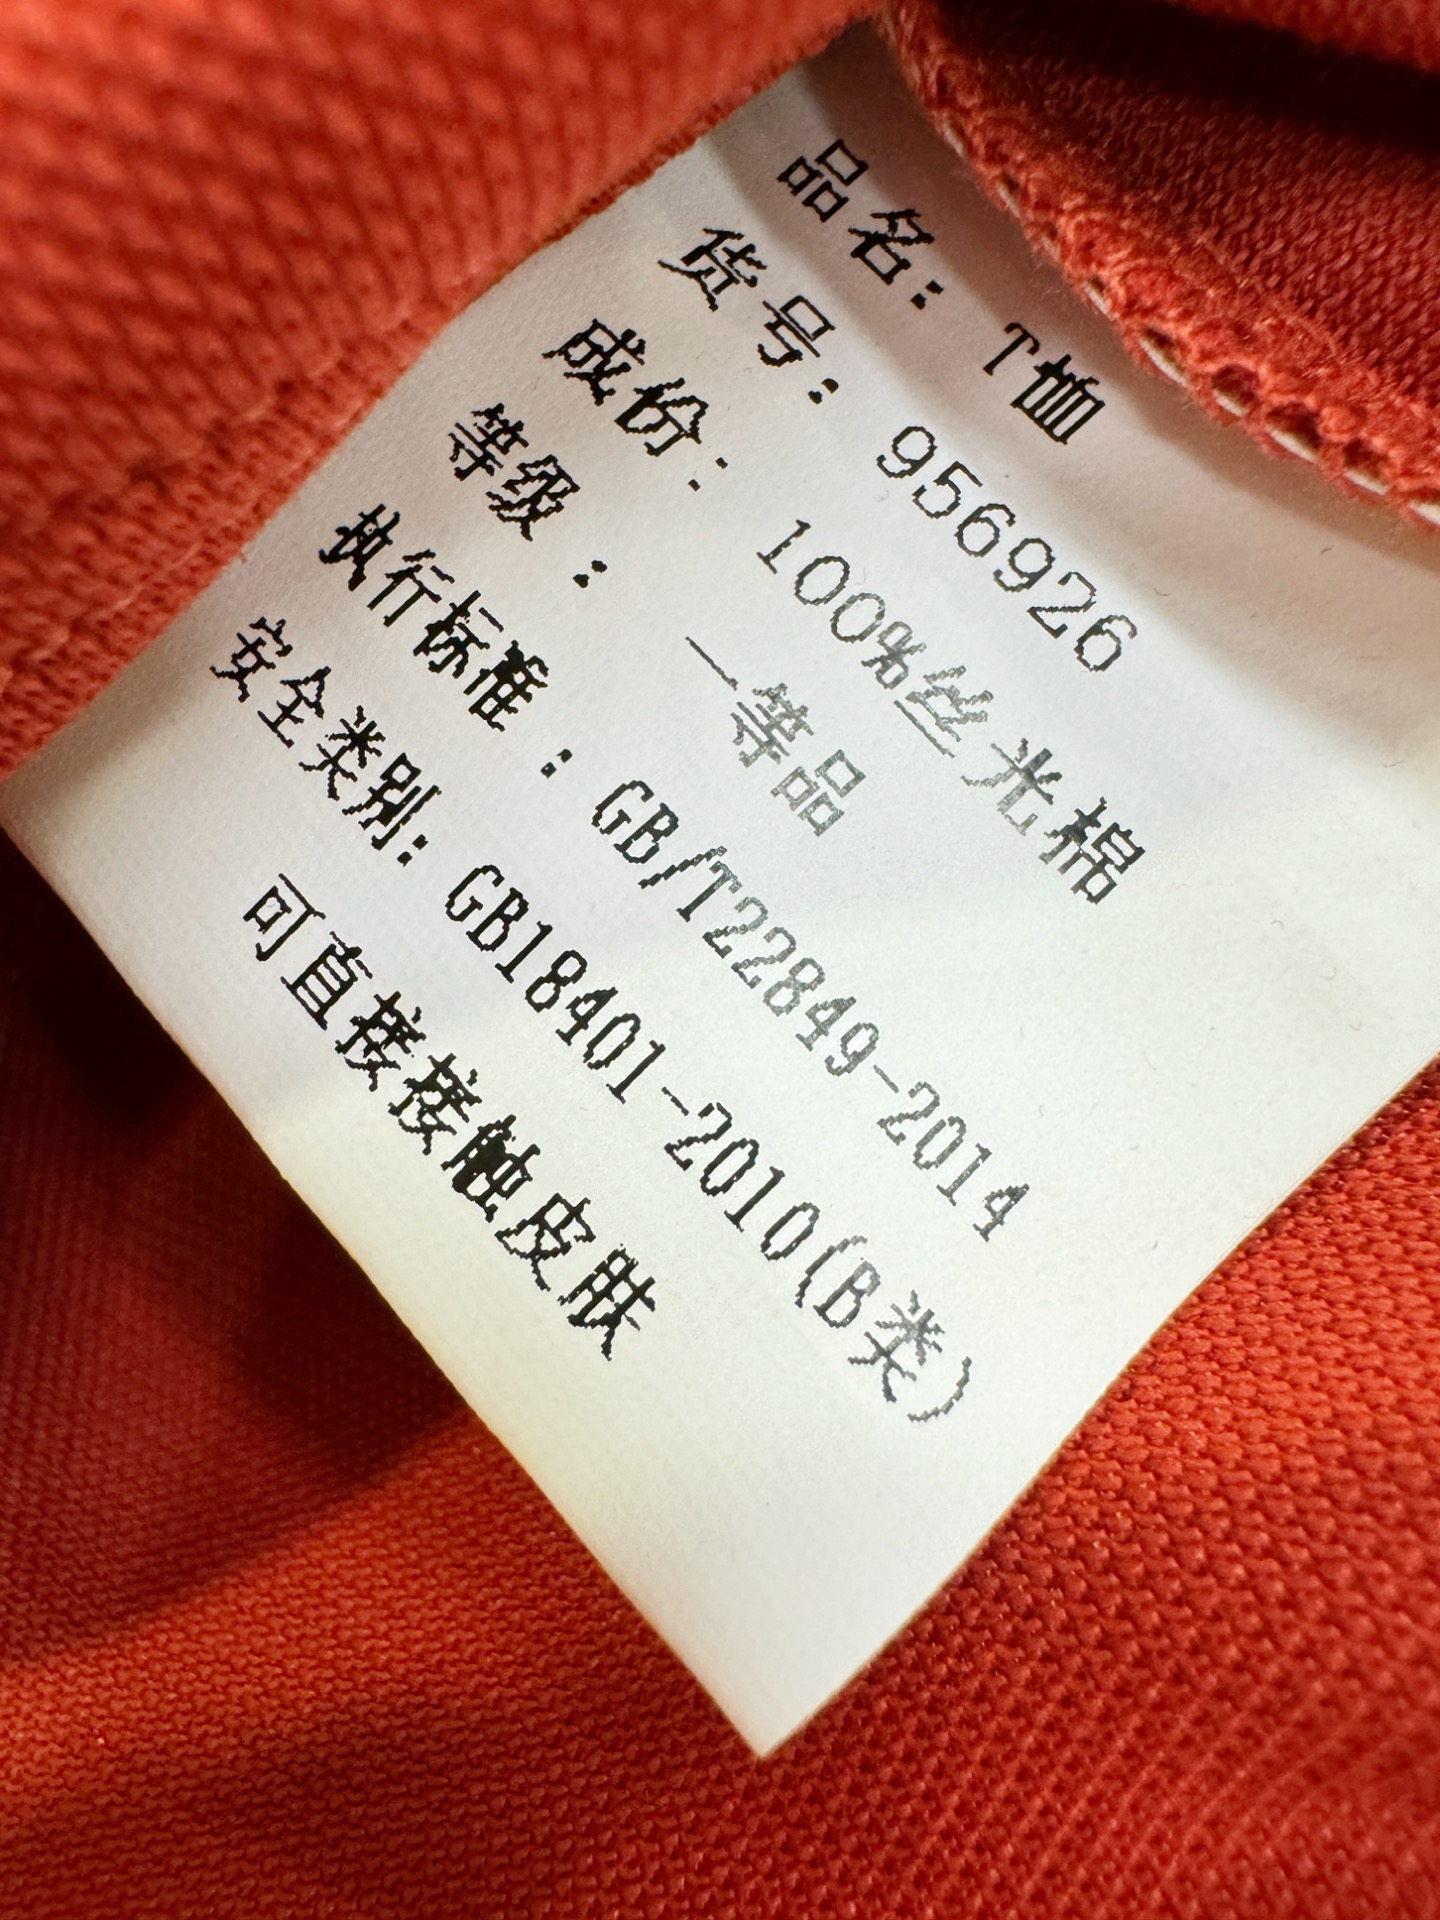 品名: T恤
货号: 956926
成份: 100%丝光棉
等级: 一等品
执行标准: GB/T22849-2014
安全类别: GB18401-2010(B类)
可直接接触皮肤